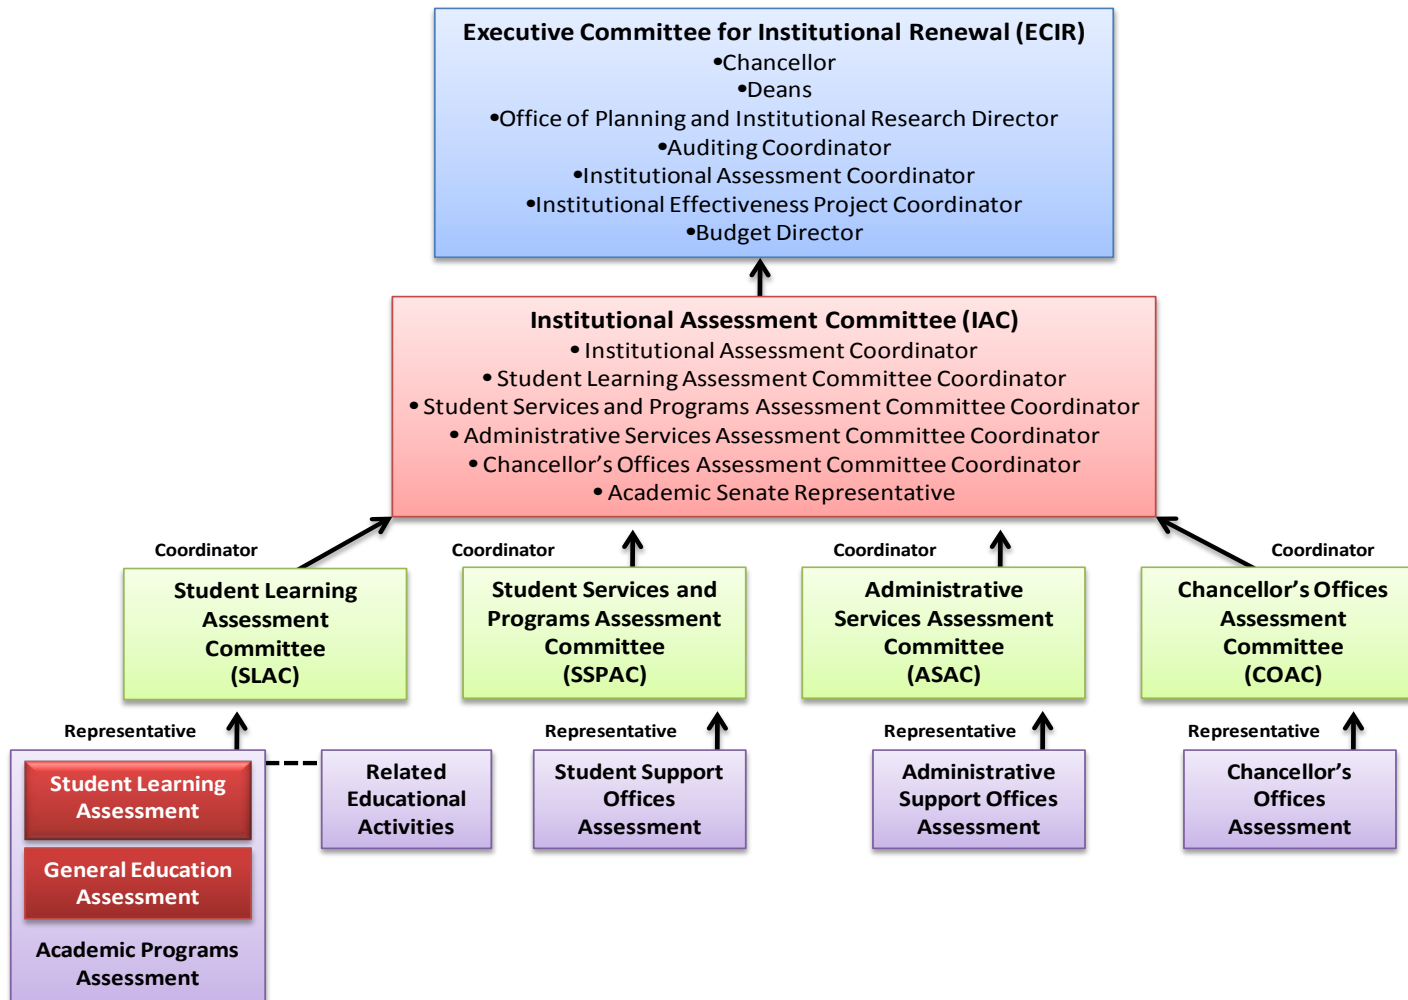 Executive Committee for Institutional Renewal (ECIR)
•Chancellor
•Deans
•Office of Planning and Institutional Research Director
•Auditing Coordinator
•Institutional Assessment Coordinator
•Institutional Effectiveness Project Coordinator
•Budget Director
Institutional Assessment Committee (IAC)
• Institutional Assessment Coordinator
• Student Learning Assessment Committee Coordinator
• Student Services and Programs Assessment Committee Coordinator
• Administrative Services Assessment Committee Coordinator
• Chancellor’s Offices Assessment Committee Coordinator
• Academic Senate Representative
Coordinator
Student Learning
Assessment
Committee
(SLAC)
Coordinator
Student Services and
Programs Assessment
Committee
(SSPAC)
Coordinator
Administrative
Services Assessment
Committee
(ASAC)
Coordinator
Chancellor’s Offices
Assessment
Committee
(COAC)
Representative
Student Learning
Assessment
General Education
Assessment
Academic Programs
Assessment
Related
Educational
Activities
Representative
Student Support
Offices
Assessment
Representative
Administrative
Support Offices
Assessment
Representative
Chancellor’s
Offices
Assessment